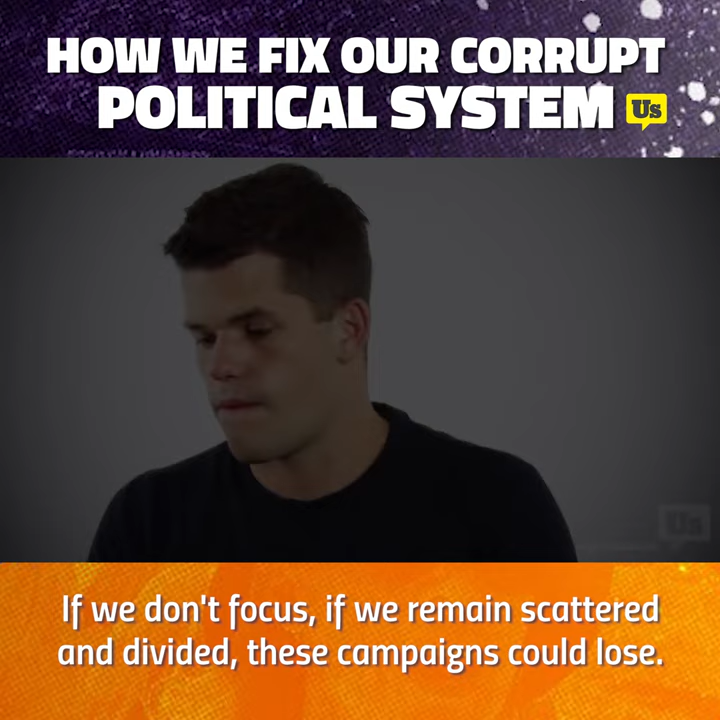 HOW WE FIX OUR CORRUPT
POLITICAL SYSTEM Us
Us
If we don't focus, if we remain scattered
and divided, these campaigns could lose.